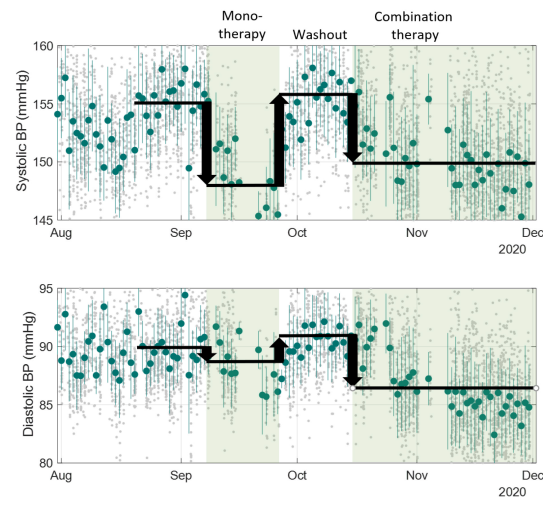 Mono-
therapy
Washout
Combination
therapy
Systolic BP (mmHg)
160
155
150
145
Aug
Sep
Oct
Nov
Dec
2020
Diastolic BP (mmHg)
95
90
85
80
Aug
Sep
Oct
Nov
Dec
2020